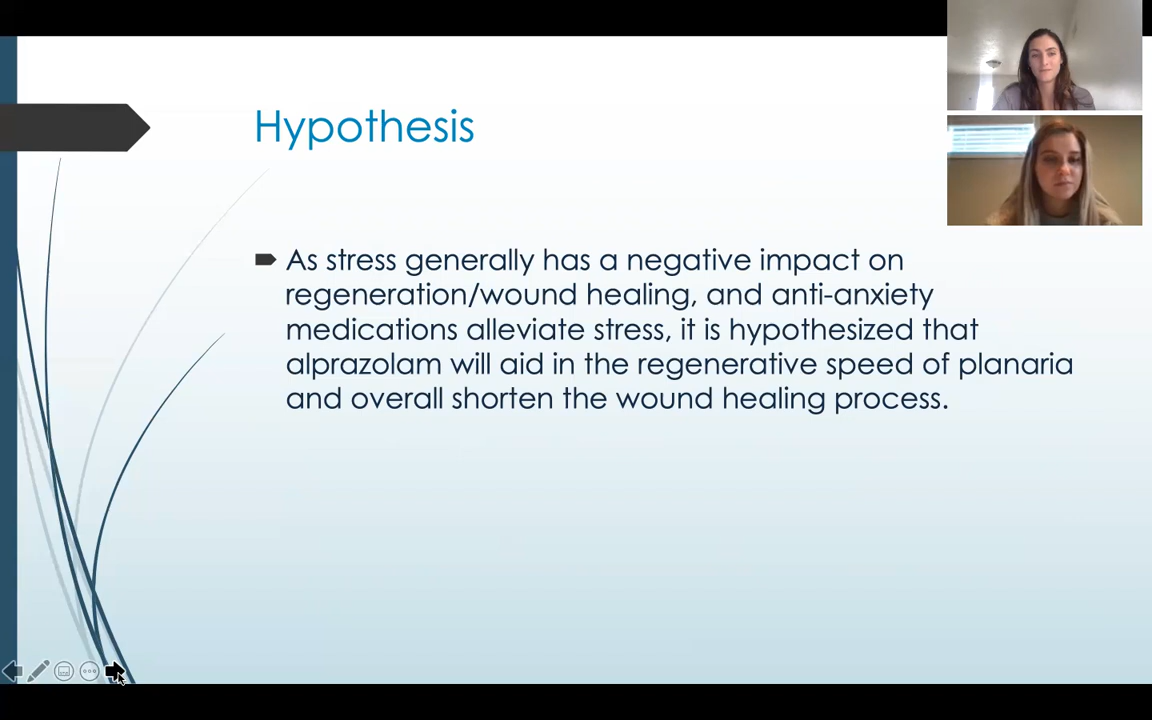 Hypothesis
As stress generally has a negative impact on
regeneration/wound healing, and anti-anxiety
medications alleviate stress, it is hypothesized that
alprazolam will aid in the regenerative speed of planaria
and overall shorten the wound healing process.